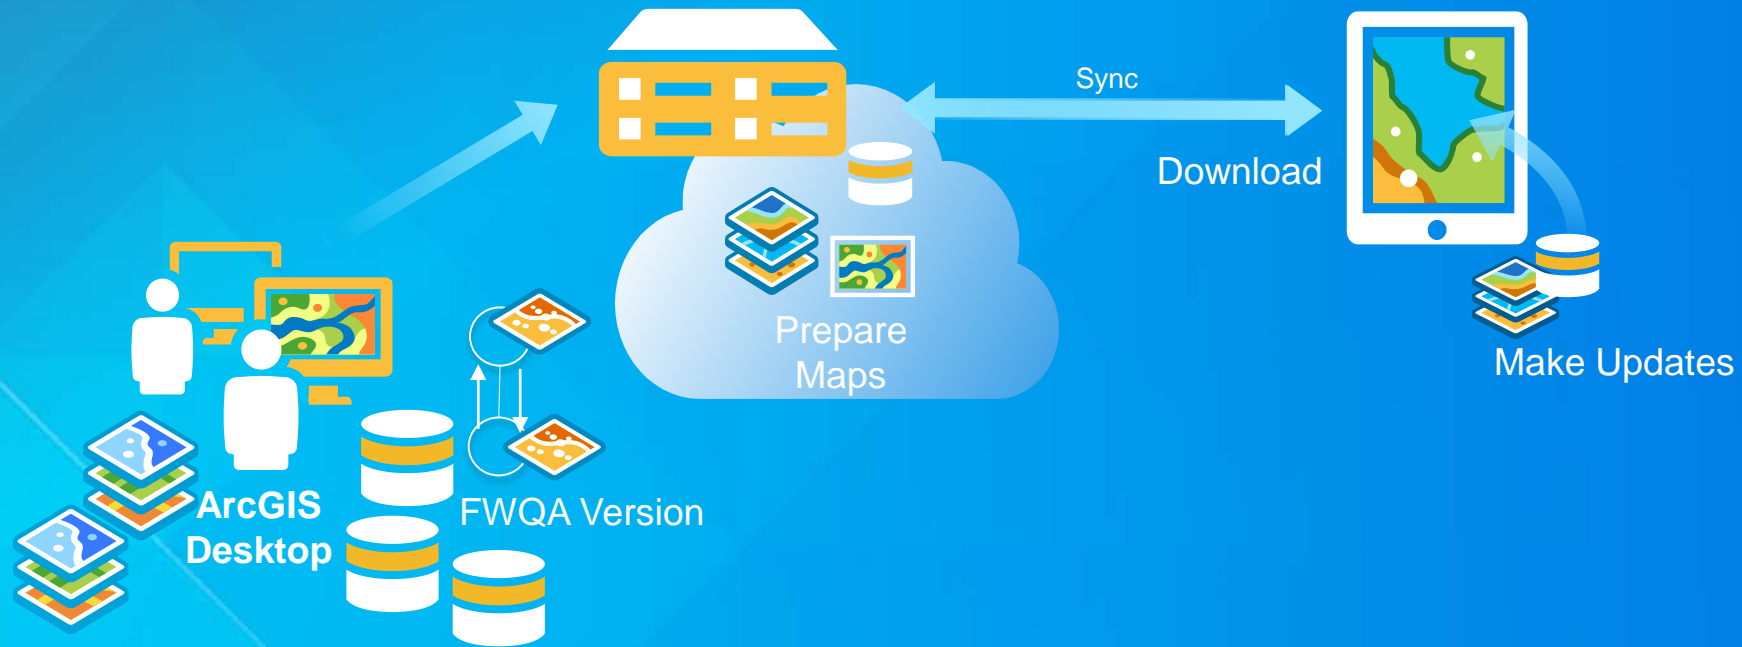 Sync
Download
Prepare
Maps
Make Updates
ArcGIS
Desktop
FWQA Version